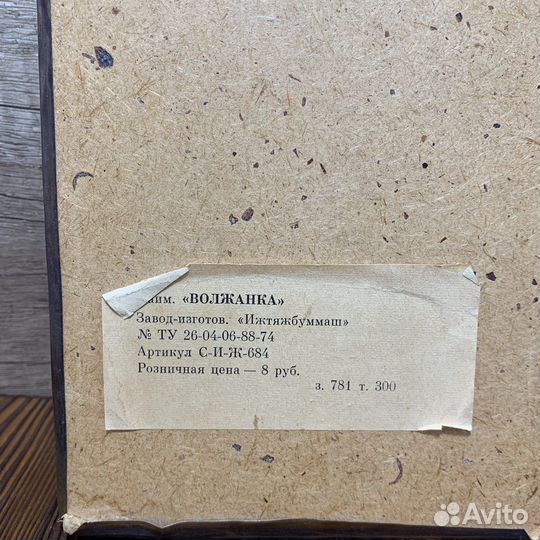 аим. «ВОЛЖАНКА»
Завод-изготов. «Ижтяжбуммаш»
№ ТУ 26-04-06-88-74
Артикул С-И-Ж-684
Розничная цена — 8 руб.
з. 781 т. 300
Avito